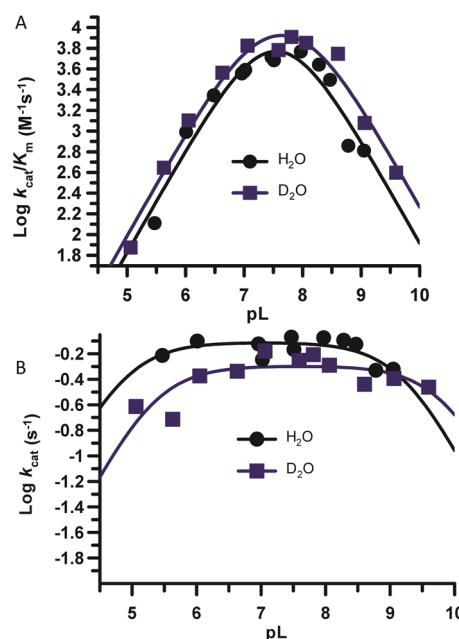 A
Log kcat/Km (M⁻¹s⁻¹)
4
3.8
3.6
3.4
3.2
3
2.8
2.6
2.4
2.2
2
1.8
H₂O
D₂O
5 6 7 8 9 10
pL
B
Log kcat (s⁻¹)
-0.2
-0.4
-0.6
-0.8
-1
-1.2
-1.4
-1.6
-1.8
H₂O
D₂O
5 6 7 8 9 10
pL